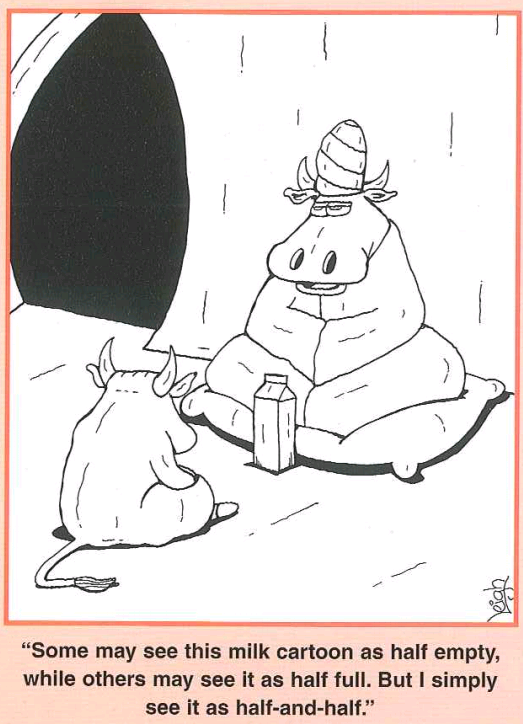 Leigh
“Some may see this milk cartoon as half empty,
while others may see it as half full. But I simply
see it as half-and-half.”